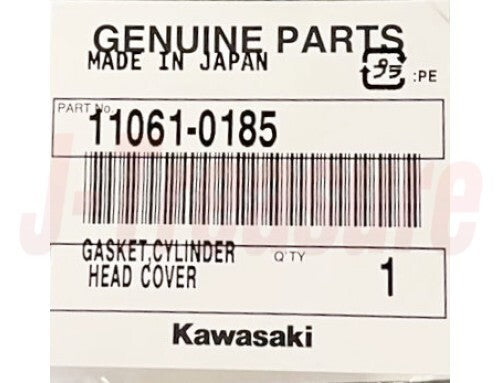 GENUINE PARTS
MADE IN JAPAN
プラ :PE
PART No.
11061-0185
J-Treasure
GASKET,CYLINDER
HEAD COVER
Q'TY
1
Kawasaki